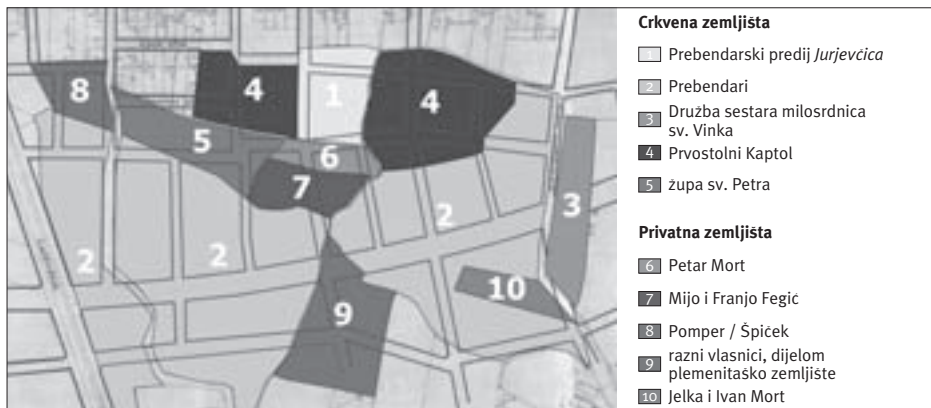 8
4
1
4
5
6
7
3
2
2
2
10
9
Crkvena zemljišta
1 Prebendarski predij Jurjevčica
2 Prebendari
3 Družba sestara milosrdnica
sv. Vinka
4 Prvostolni Kaptol
5 župa sv. Petra
Privatna zemljišta
6 Petar Mort
7 Mijo i Franjo Fegić
8 Pomper / Špiček
9 razni vlasnici, dijelom
plemenitaško zemljište
10 Jelka i Ivan Mort